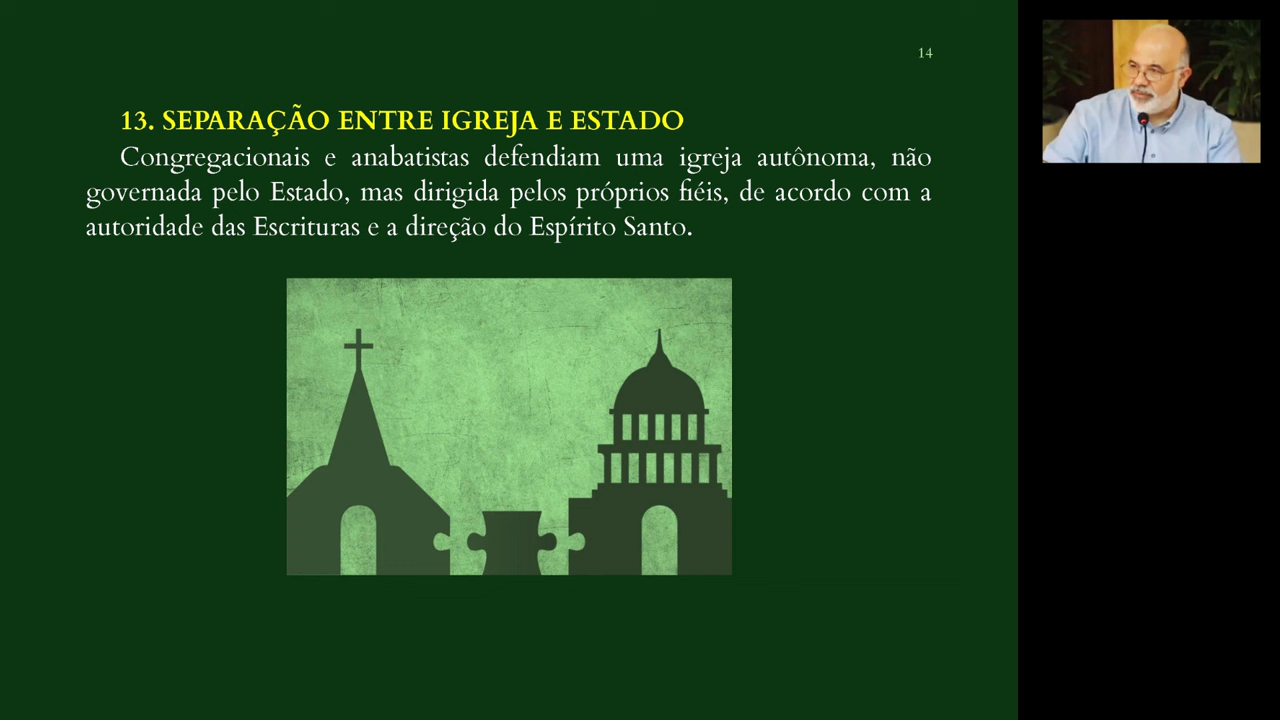 14
13. SEPARAÇÃO ENTRE IGREJA E ESTADO
Congregacionais e anabatistas defendiam uma igreja autônoma, não
governada pelo Estado, mas dirigida pelos próprios fiéis, de acordo com a
autoridade das Escrituras e a direção do Espírito Santo.